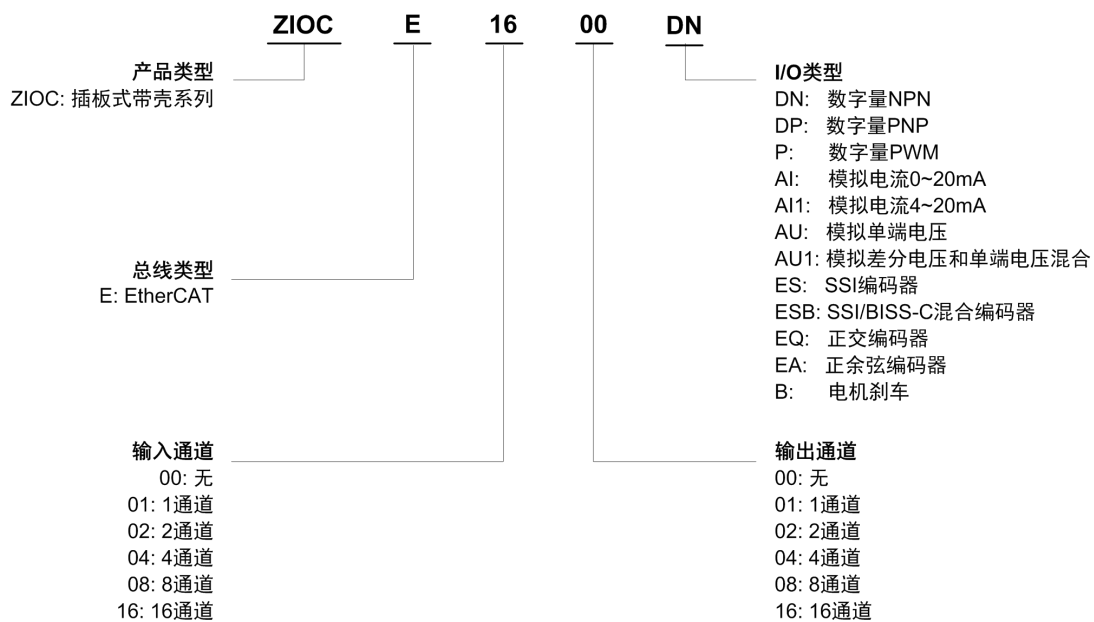 ZIOC E 16 00 DN
产品类型
ZIOC: 插板式带壳系列
总线类型
E: EtherCAT
输入通道
00: 无
01: 1通道
02: 2通道
04: 4通道
08: 8通道
16: 16通道
I/O类型
DN: 数字量NPN
DP: 数字量PNP
P: 数字量PWM
AI: 模拟电流0~20mA
AI1: 模拟电流4~20mA
AU: 模拟单端电压
AU1: 模拟差分电压和单端电压混合
ES: SSI编码器
ESB: SSI/BISS-C混合编码器
EQ: 正交编码器
EA: 正余弦编码器
B: 电机刹车
输出通道
00: 无
01: 1通道
02: 2通道
04: 4通道
08: 8通道
16: 16通道